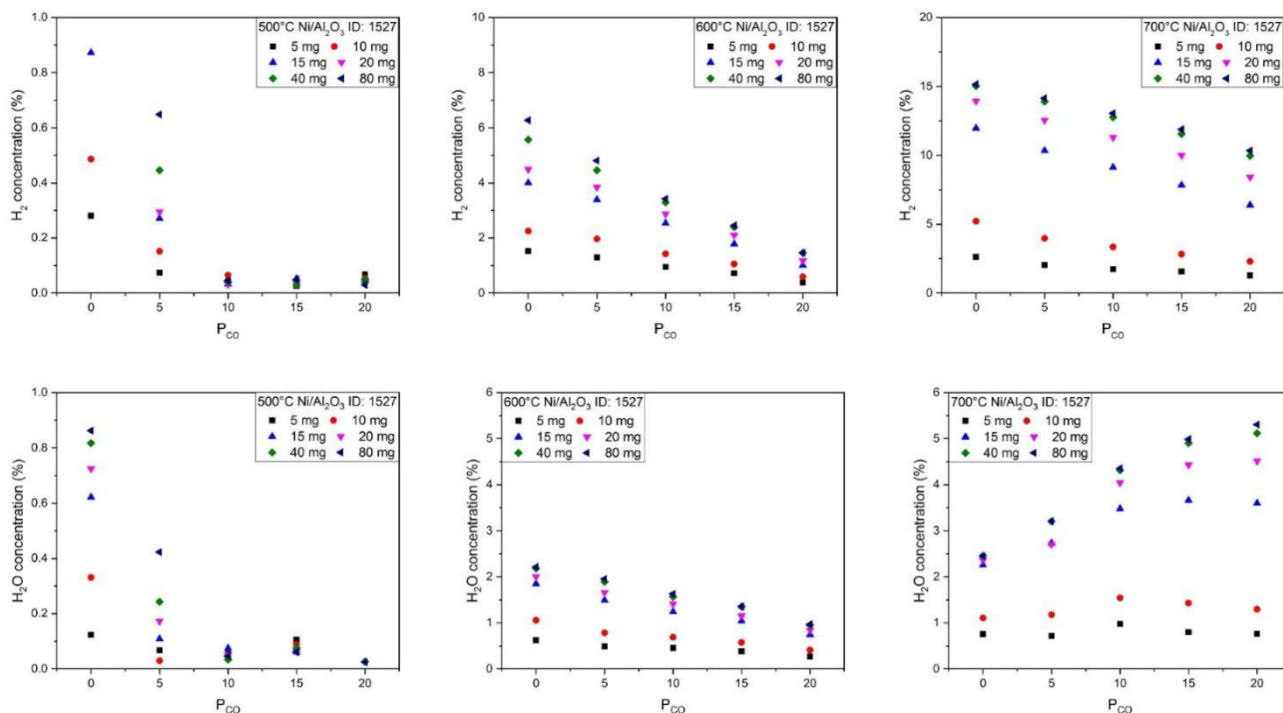 500°C Ni/Al₂O₃ ID: 1527
5 mg 10 mg
15 mg 20 mg
40 mg 80 mg
H₂ concentration (%)
1.0
0.8
0.6
0.4
0.2
0.0
0 5 10 15 20
P_CO
600°C Ni/Al₂O₃ ID: 1527
5 mg 10 mg
15 mg 20 mg
40 mg 80 mg
H₂ concentration (%)
10
8
6
4
2
0
0 5 10 15 20
P_CO
700°C Ni/Al₂O₃ ID: 1527
5 mg 10 mg
15 mg 20 mg
40 mg 80 mg
H₂ concentration (%)
20
15
10
5
0
0 5 10 15 20
P_CO
500°C Ni/Al₂O₃ ID: 1527
5 mg 10 mg
15 mg 20 mg
40 mg 80 mg
H₂O concentration (%)
1.0
0.8
0.6
0.4
0.2
0.0
0 5 10 15 20
P_CO
600°C Ni/Al₂O₃ ID: 1527
5 mg 10 mg
15 mg 20 mg
40 mg 80 mg
H₂O concentration (%)
6
5
4
3
2
1
0
0 5 10 15 20
P_CO
700°C Ni/Al₂O₃ ID: 1527
5 mg 10 mg
15 mg 20 mg
40 mg 80 mg
H₂O concentration (%)
6
5
4
3
2
1
0
0 5 10 15 20
P_CO